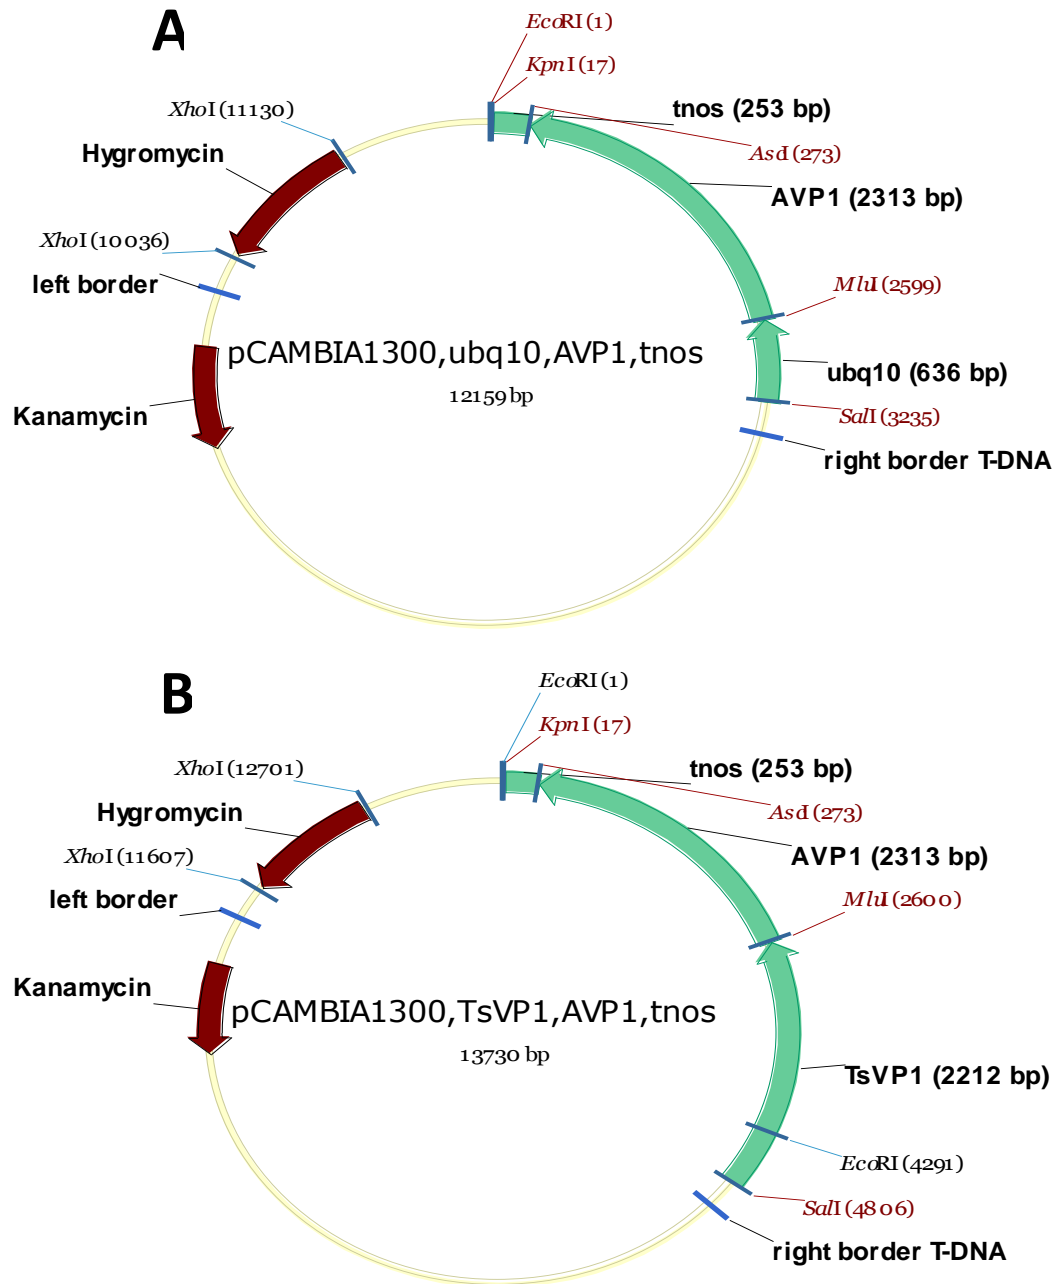 A
EcoRI (1)
KpnI (17)
tnos (253 bp)
XhoI (11130)
Hygromycin
AscI (273)
AVP1 (2313 bp)
XhoI (10036)
left border
MluI (2599)
pCAMBIA1300,ubq10,AVP1,tnos
12159 bp
ubq10 (636 bp)
Kanamycin
SalI (3235)
right border T-DNA
B
EcoRI (1)
KpnI (17)
XhoI (12701)
tnos (253 bp)
Hygromycin
AscI (273)
XhoI (11607)
AVP1 (2313 bp)
left border
MluI (2600)
Kanamycin
pCAMBIA1300,TsVP1,AVP1,tnos
13730 bp
TsVP1 (2212 bp)
EcoRI (4291)
SalI (4806)
right border T-DNA